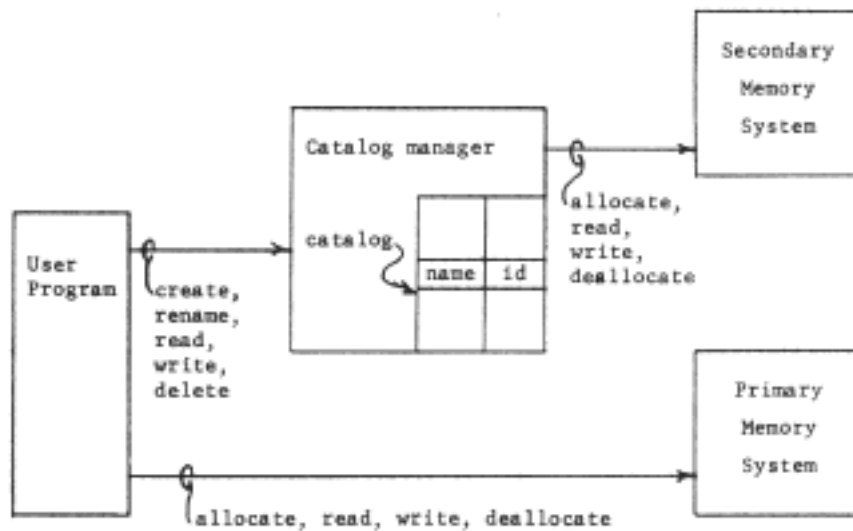 Secondary
Memory
System
Catalog manager
allocate,
read,
write,
deallocate
catalog
name id
User
Program
create,
rename,
read,
write,
delete
Primary
Memory
System
allocate, read, write, deallocate